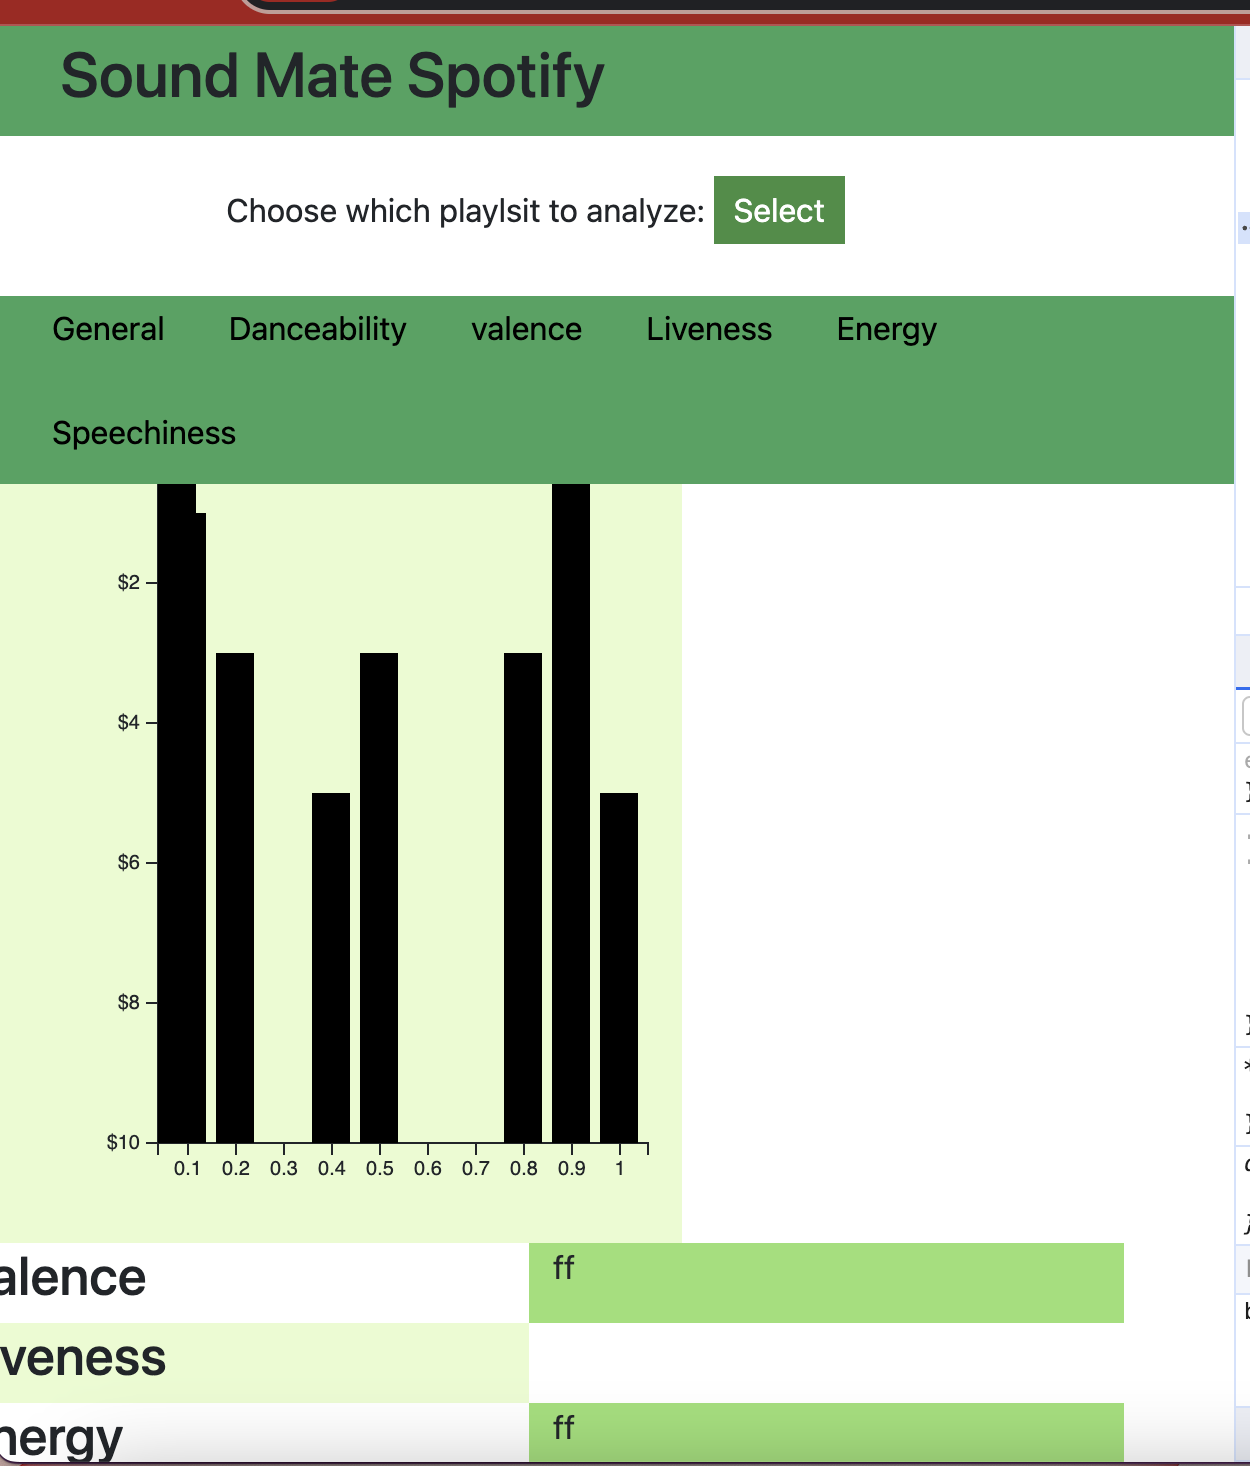 Sound Mate Spotify
Choose which playlsit to analyze: Select
General Danceability valence Liveness Energy
Speechiness
$2
$4
$6
$8
$10
0.1 0.2 0.3 0.4 0.5 0.6 0.7 0.8 0.9 1
alence ff
veness
nergy ff